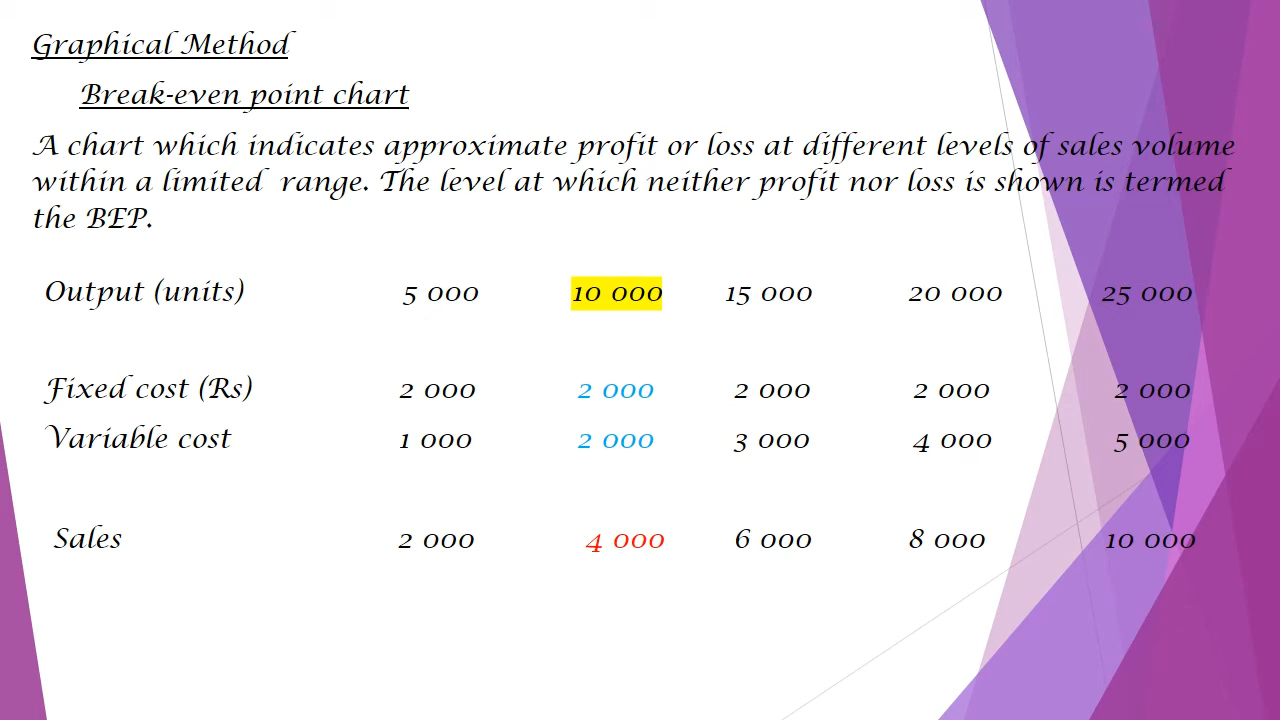 Graphical Method
Break-even point chart
A chart which indicates approximate profit or loss at different levels of sales volume
within a limited range. The level at which neither profit nor loss is shown is termed
the BEP.
Output (units) 5 000 10 000 15 000 20 000 25 000
Fixed cost (Rs) 2 000 2 000 2 000 2 000 2 000
Variable cost 1 000 2 000 3 000 4 000 5 000
Sales 2 000 4 000 6 000 8 000 10 000